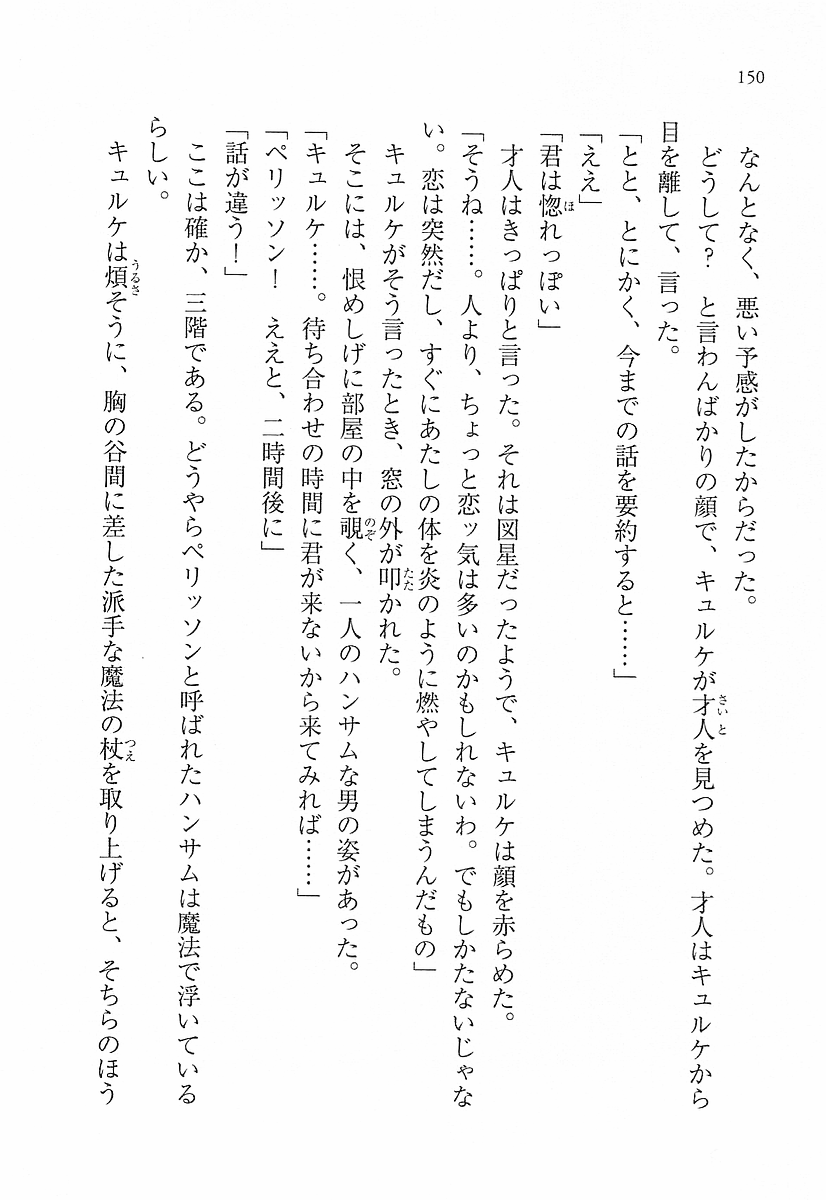 150
なんとなく、悪い予感がしたからだった。
どうして？　と言わんばかりの顔で、キュルケが才人を見つめた。才人はキュルケから
さいと
目を離して、言った。
「とと、とにかく、今までの話を要約すると……」
「ええ」
「君は惚れっぽい」
ほ
才人はきっぱりと言った。それは図星だったようで、キュルケは顔を赤らめた。
「そうね……。人より、ちょっと恋ッ気は多いのかもしれないわ。でもしかたないじゃな
い。恋は突然だし、すぐにあたしの体を炎のように燃やしてしまうんだもの」
キュルケがそう言ったとき、窓の外が叩かれた。
たた
そこには、恨めしげに部屋の中を覗く、一人のハンサムな男の姿があった。
のぞ
「キュルケ……。待ち合わせの時間に君が来ないから来てみれば……」
「ペリッソン！　ええと、二時間後に」
「話が違う！」
ここは確か、三階である。どうやらペリッソンと呼ばれたハンサムは魔法で浮いている
らしい。
キュルケは煩そうに、胸の谷間に差した派手な魔法の杖を取り上げると、そちらのほう
うるさ
つえ